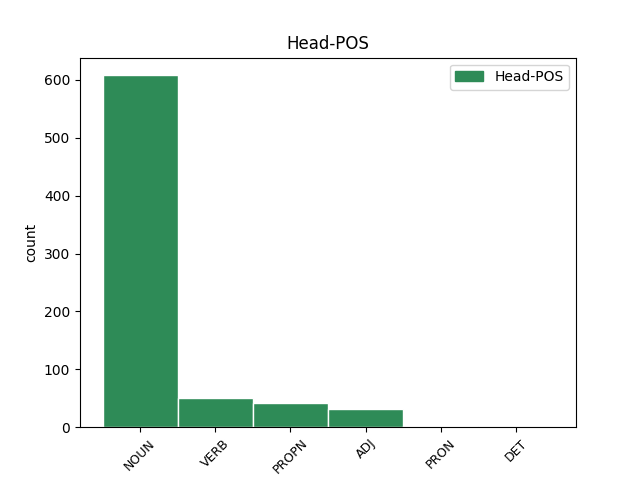 Head-POS
Head-POS
600
500
400
300
200
100
0
count
NOUN
VERB
PROPN
ADJ
PRON
DET